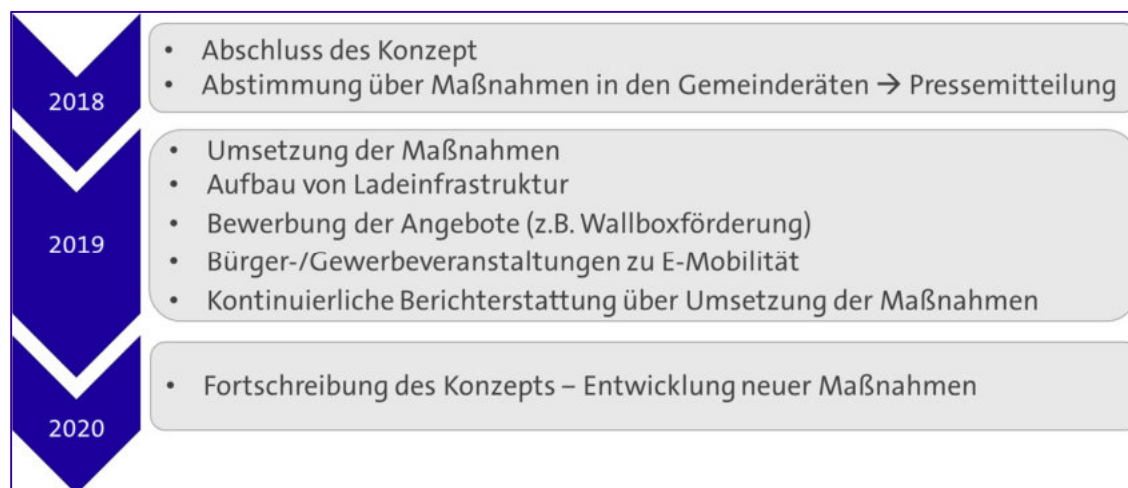 2018
• Abschluss des Konzept
• Abstimmung über Maßnahmen in den Gemeinderäten → Pressemitteilung
2019
• Umsetzung der Maßnahmen
• Aufbau von Ladeinfrastruktur
• Bewerbung der Angebote (z.B. Wallboxförderung)
• Bürger-/Gewerbeveranstaltungen zu E-Mobilität
• Kontinuierliche Berichterstattung über Umsetzung der Maßnahmen
2020
• Fortschreibung des Konzepts – Entwicklung neuer Maßnahmen